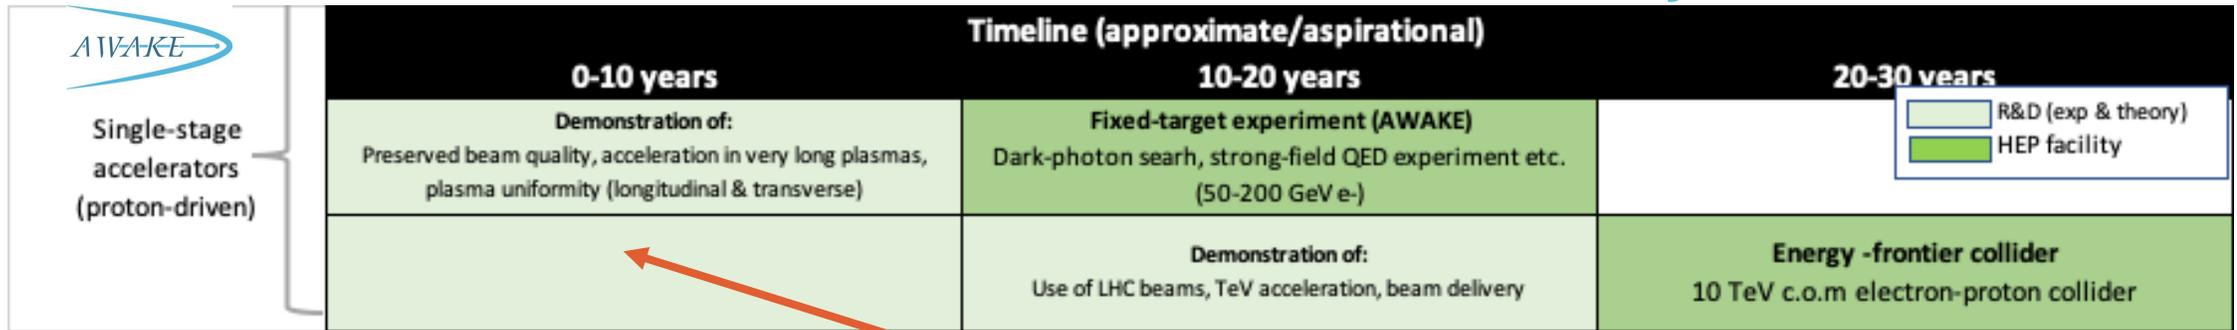 AWAKE
Timeline (approximate/aspirational)
0-10 years
10-20 years
20-30 years
Single-stage
accelerators
(proton-driven)
Demonstration of:
Preserved beam quality, acceleration in very long plasmas,
plasma uniformity (longitudinal & transverse)
Fixed-target experiment (AWAKE)
Dark-photon searh, strong-field QED experiment etc.
(50-200 GeV e-)
R&D (exp & theory)
HEP facility
Demonstration of:
Use of LHC beams, TeV acceleration, beam delivery
Energy -frontier collider
10 TeV c.o.m electron-proton collider